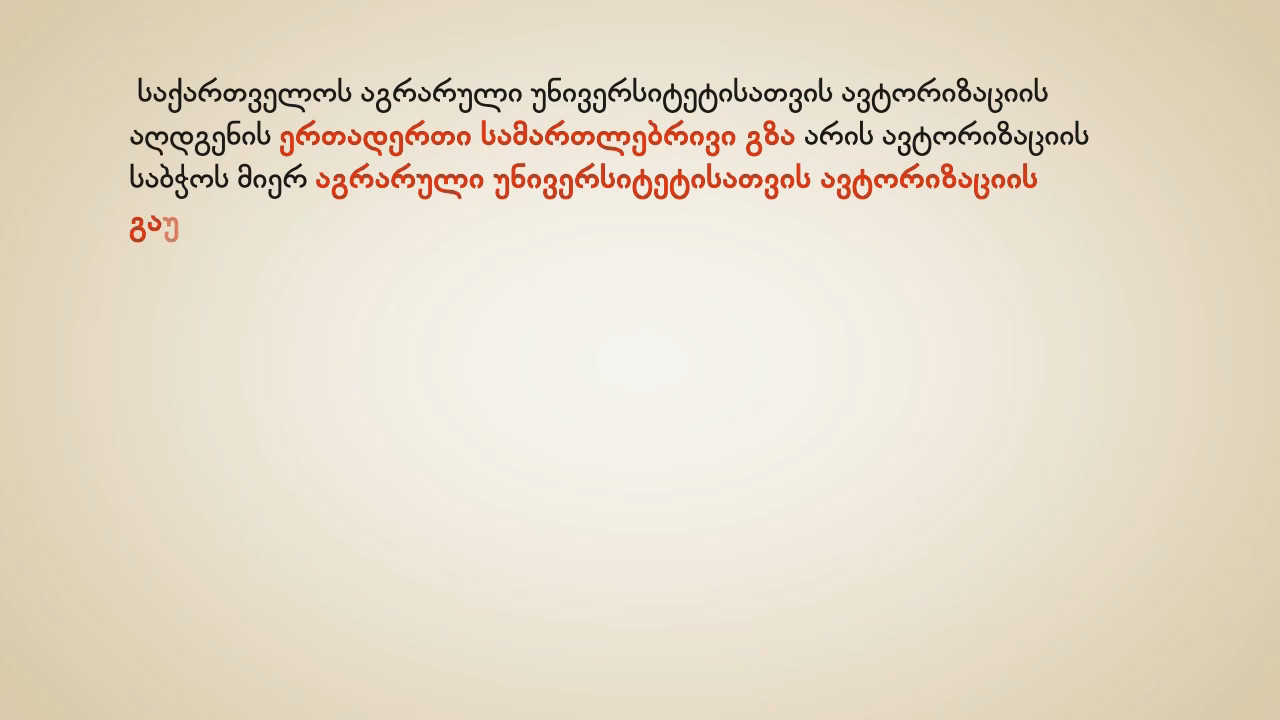 საქართველოს აგრარული უნივერსიტეტისათვის ავტორიზაციის
აღდგენის ერთადერთი სამართლებრივი გზა არის ავტორიზაციის
საბჭოს მიერ აგრარული უნივერსიტეტისათვის ავტორიზაციის
გაუ